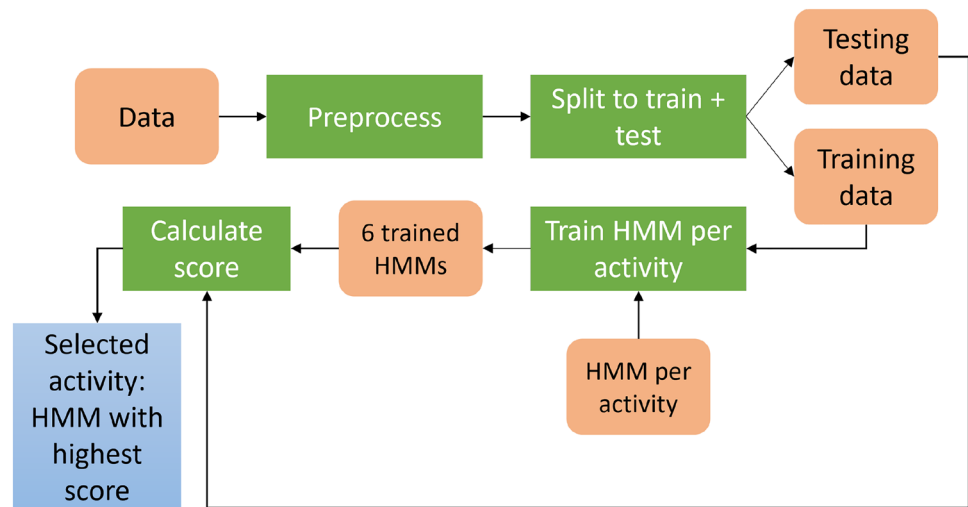 Data
Preprocess
Split to train +
test
Testing
data
Training
data
Calculate
score
6 trained
HMMs
Train HMM per
activity
Selected
activity:
HMM with
highest
score
HMM per
activity